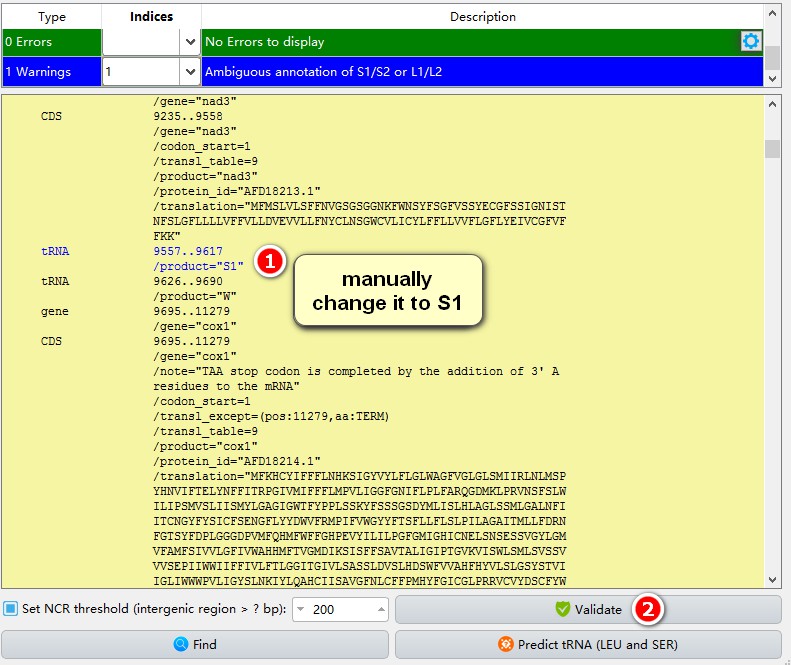 Type Indices Description
0 Errors No Errors to display
1 Warnings 1 Ambiguous annotation of S1/S2 or L1/L2
/gene="nad3"
CDS 9235..9558
/gene="nad3"
/codon_start=1
/transl_table=9
/product="nad3"
/protein_id="AFD18213.1"
/translation="MFMSLVLSFFNVGSGSGGNKFWNSYFSGFVSSYECGFSSIGNIST
NFSLGFLLLLVFFVLLDVEVVLLFNYCLNSGWCVLICYLFFLLVVFLGFLYEIVCGFVF
FKK"
tRNA 9557..9617
/product="S1"
1
manually
change it to S1
tRNA 9626..9690
/product="W"
gene 9695..11279
/gene="cox1"
CDS 9695..11279
/gene="cox1"
/note="TAA stop codon is completed by the addition of 3' A
residues to the mRNA"
/codon_start=1
/transl_except=(pos:11279,aa:TERM)
/transl_table=9
/product="cox1"
/protein_id="AFD18214.1"
/translation="MFKHCYIFFFLNHKSIGYVYLFLGLWAGFVGLGLSMIIRLNLMSP
YHNVIFTELYNFFITRPGIVMIFFFLMPVLIGGFGNIFLPLFARQGDMKLPRVNSFSLW
ILIPSMVSLIISMYLGAGIGWTFYPPLSSKYFSSSGSDYMLISLHLAGLSSMLGALNFI
ITCNGYFYSICFSENGFLYYDWVFRMPIFVWGYYFTSFLLFLSLPILAGAITMLLFDRN
FGTSYFDPLGGGDPVMFQHMFWFFGHPEVYILILPGFGMIGHICNELSNSESSVGYLGM
VFAMFSIVVLGFIVWAHHMFTVGMDIKSISFFSAVTALIGIPTGVKVISWLSMLSVSSV
VVSEPIIWWIIFFIVLFTLGGITGIVLSASSLDVSLHDSWFVVAHFHYVLSLGSYSTVI
IGLIWWWPVLIGYSLNKIYLQAHCIISAVGFNLCFFPMHYFGICGLPRRVCVYDSCFYW
Set NCR threshold (intergenic region > ? bp): 200 Validate 2
Find Predict tRNA (LEU and SER)